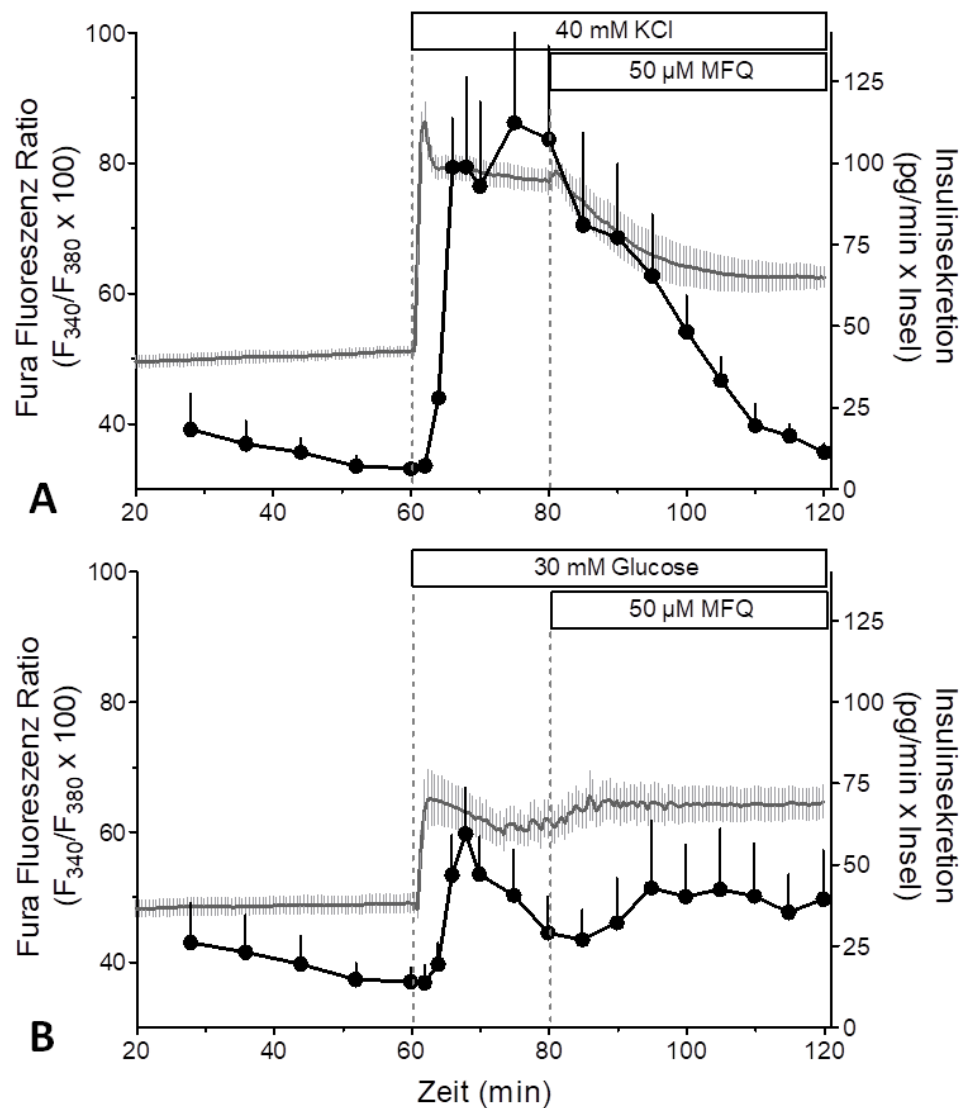 100
80
60
40
Fura Fluoreszenz Ratio
(F340/F380 x 100)
40 mM KCl
50 µM MFQ
125
100
75
50
25
0
Insulinsekretion
(pg/min x Insel)
A
20 40 60 80 100 120
100
80
60
40
Fura Fluoreszenz Ratio
(F340/F380 x 100)
30 mM Glucose
50 µM MFQ
125
100
75
50
25
0
Insulinsekretion
(pg/min x Insel)
B
20 40 60 80 100 120
Zeit (min)